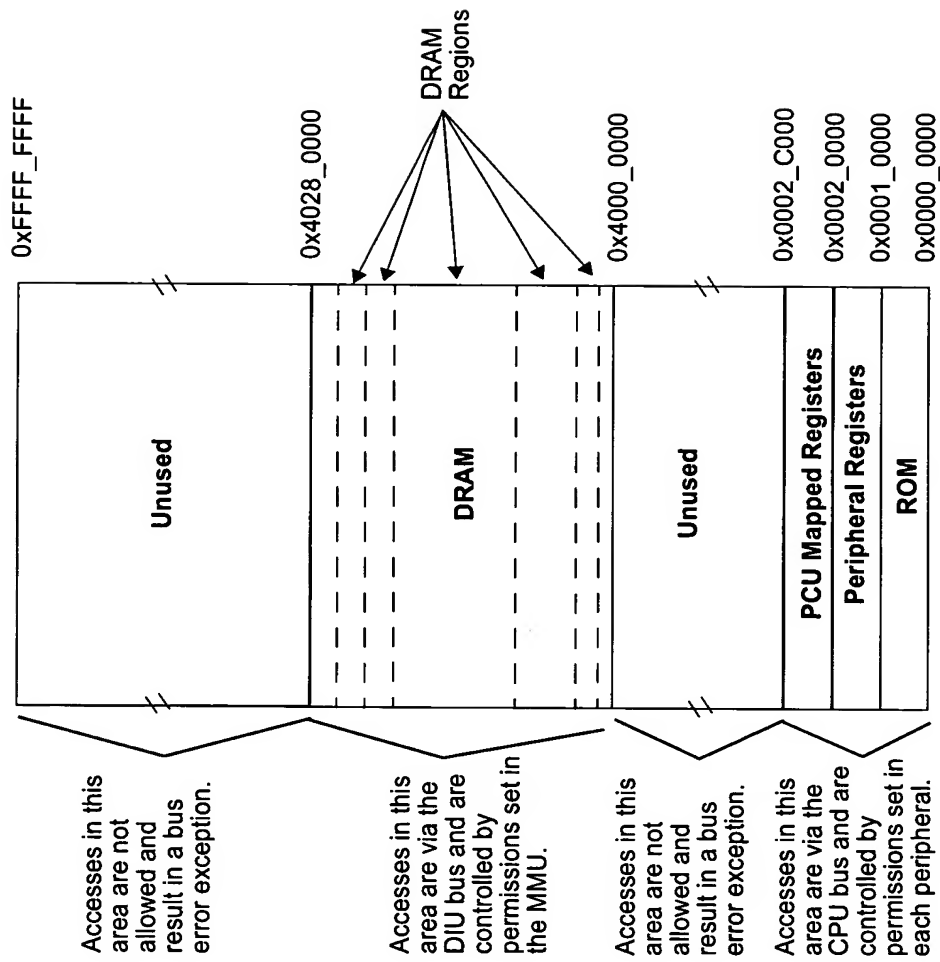 0xFFFF_FFFF
Accesses in this
area are not
allowed and
result in a bus
error exception.
Unused
0x4028_0000
Accesses in this
area are via the
DIU bus and are
controlled by
permissions set in
the MMU.
DRAM
DRAM
Regions
0x4000_0000
Accesses in this
area are not
allowed and
result in a bus
error exception.
Unused
0x0002_C000
Accesses in this
area are via the
CPU bus and are
controlled by
permissions set in
each peripheral.
PCU Mapped Registers
0x0002_0000
Peripheral Registers
0x0001_0000
ROM
0x0000_0000